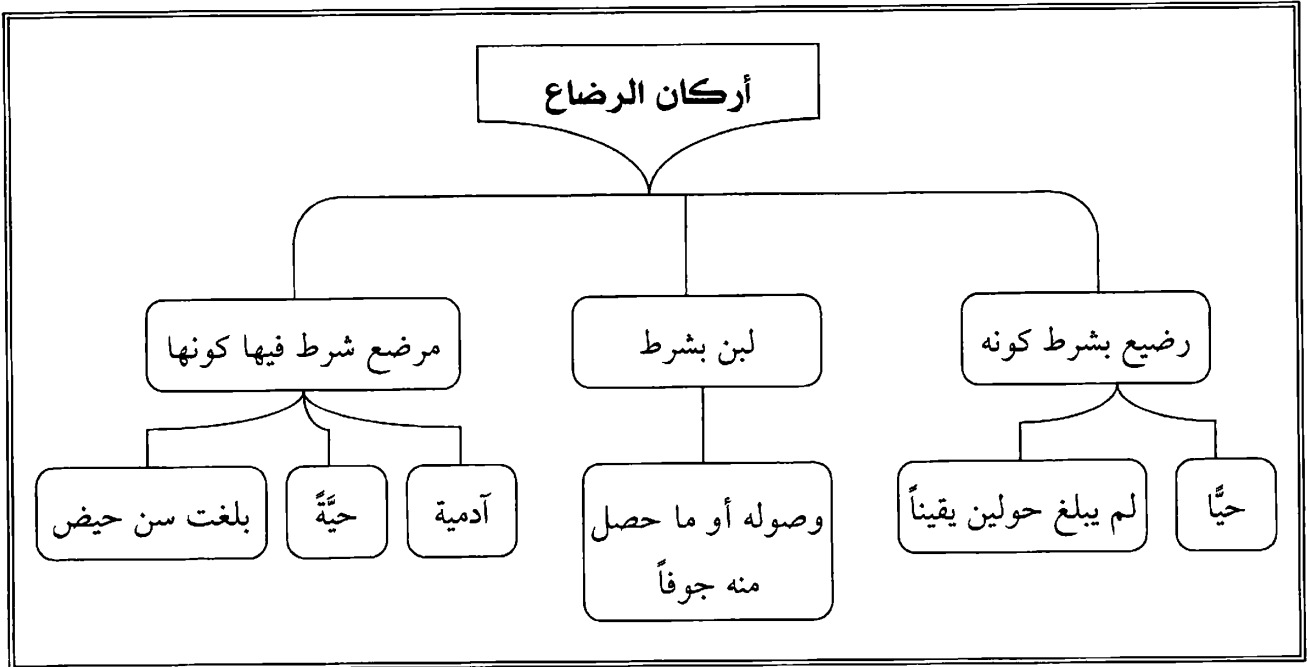 أركان الرضاع
رضيع بشرط كونه
لبن بشرط
مرضع شرط فيها كونها
حيًّا
لم يبلغ حولين يقيناً
وصوله أو ما حصل
منه جوفاً
آدمية
حيَّةً
بلغت سن حيض